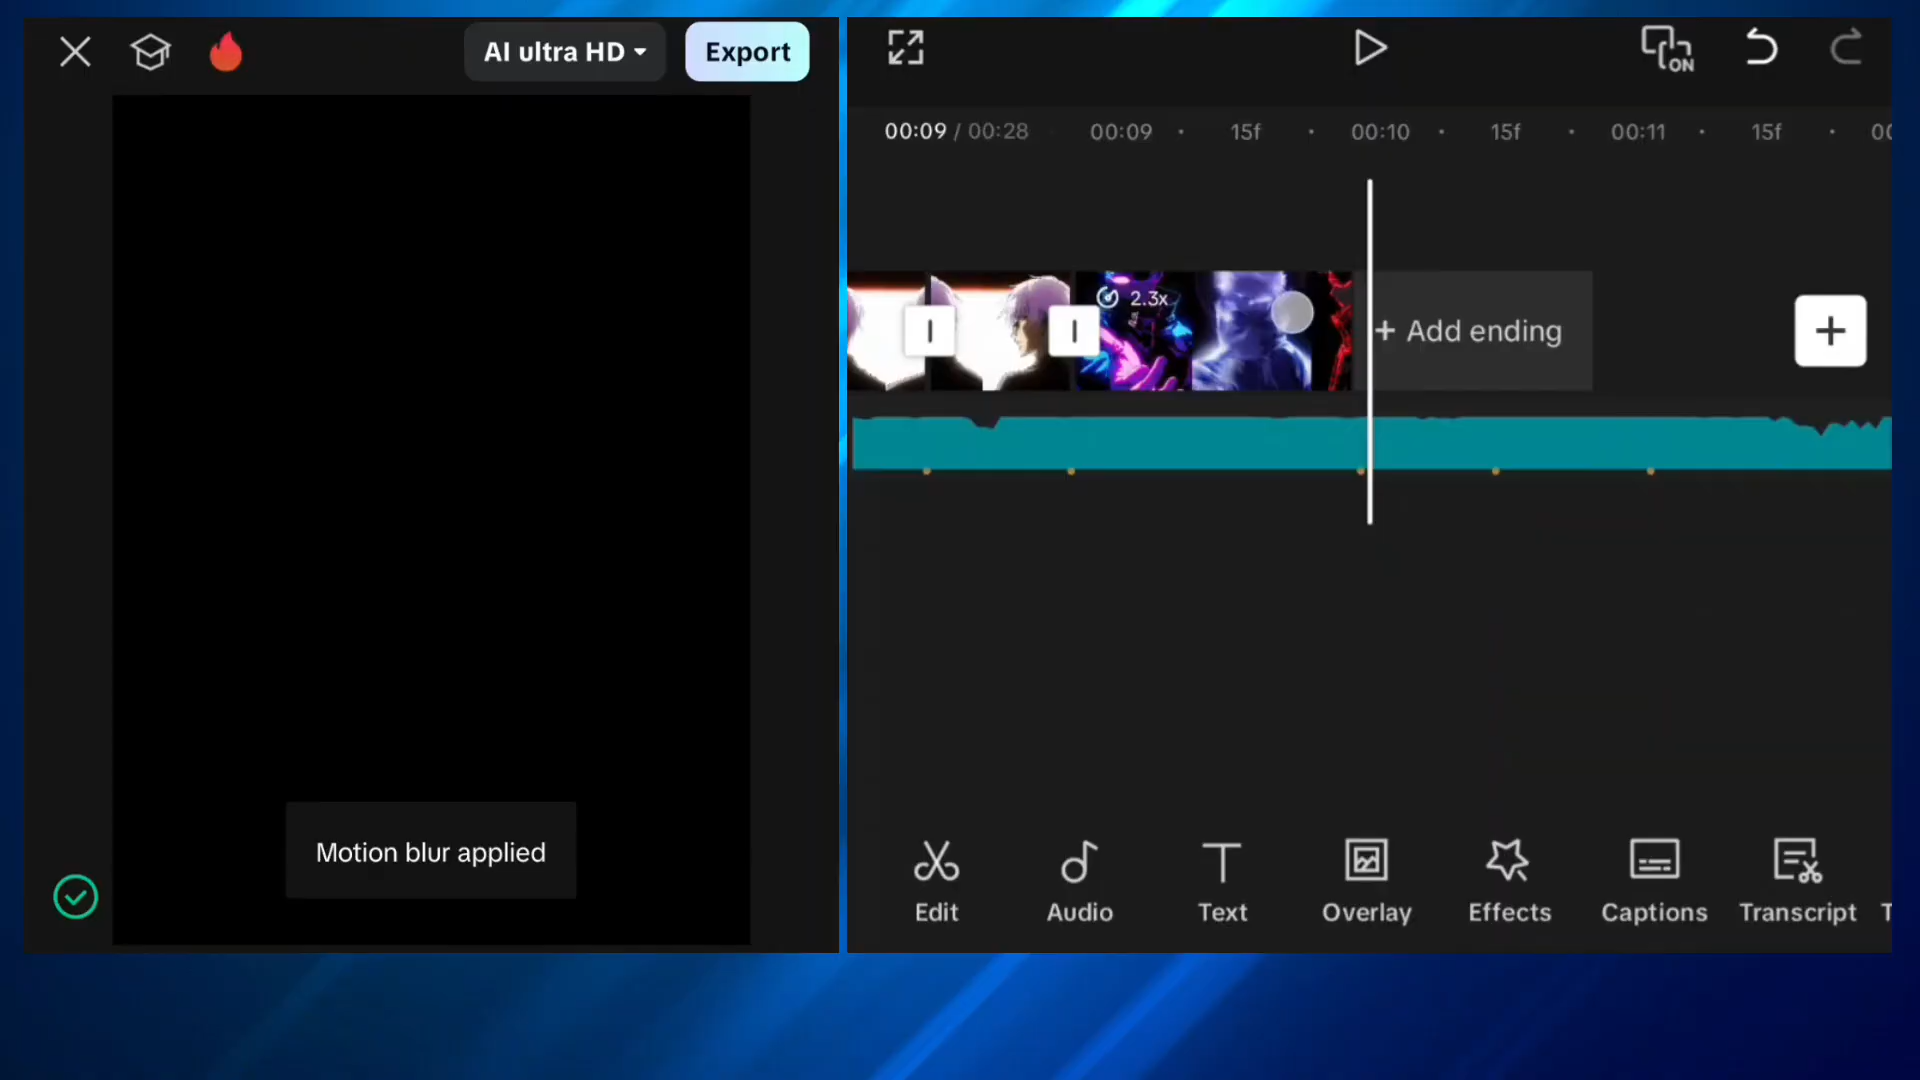 AI ultra HD
Export
Motion blur applied
ON
00:09 / 00:28
00:09
15f
00:10
15f
00:11
15f
2.3x
+ Add ending
Edit
Audio
Text
Overlay
Effects
Captions
Transcript